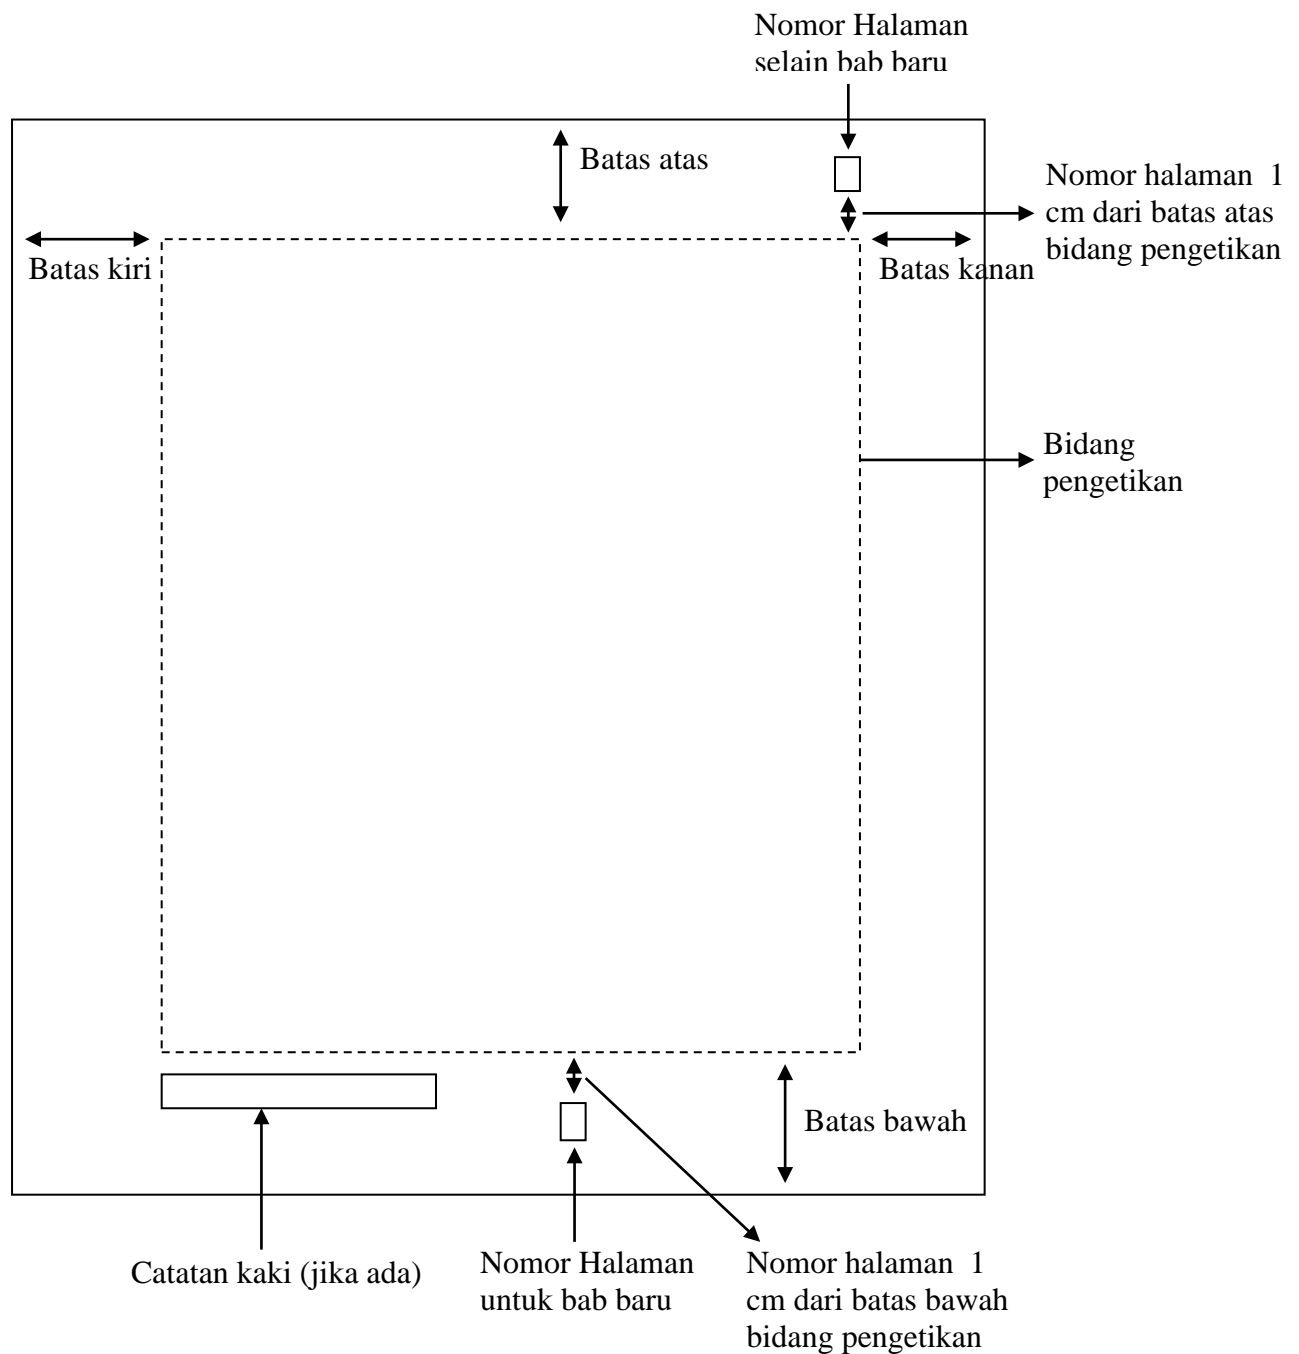 Nomor Halaman
selain bab baru
Batas atas
Nomor halaman  1
cm dari batas atas
bidang pengetikan
Batas kiri
Batas kanan
Bidang
pengetikan
Batas bawah
Catatan kaki (jika ada)
Nomor Halaman
untuk bab baru
Nomor halaman  1
cm dari batas bawah
bidang pengetikan